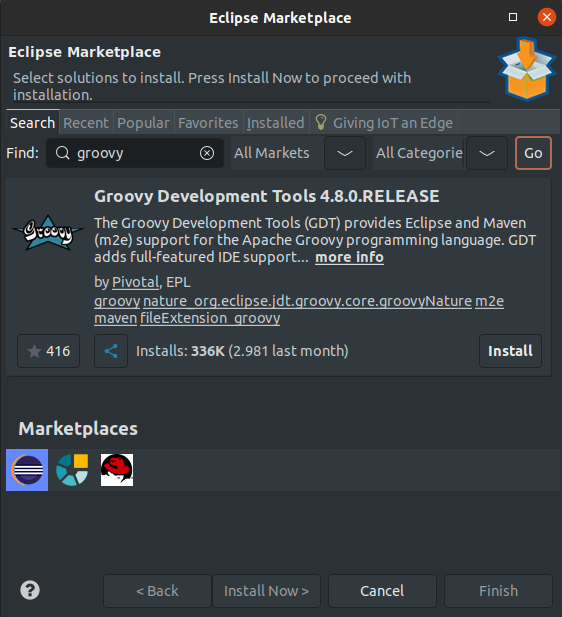 Eclipse Marketplace
Eclipse Marketplace
Select solutions to install. Press Install Now to proceed with
installation.
Search Recent Popular Favorites Installed Giving IoT an Edge
Find: groovy All Markets All Categorie Go
Groovy Development Tools 4.8.0.RELEASE
Groovy
The Groovy Development Tools (GDT) provides Eclipse and Maven
(m2e) support for the Apache Groovy programming language. GDT
adds full-featured IDE support... more info
by Pivotal, EPL
groovy nature_org.eclipse.jdt.groovy.core.groovyNature m2e
maven fileExtension_groovy
416 Installs: 336K (2.981 last month) Install
Marketplaces
? < Back Install Now > Cancel Finish